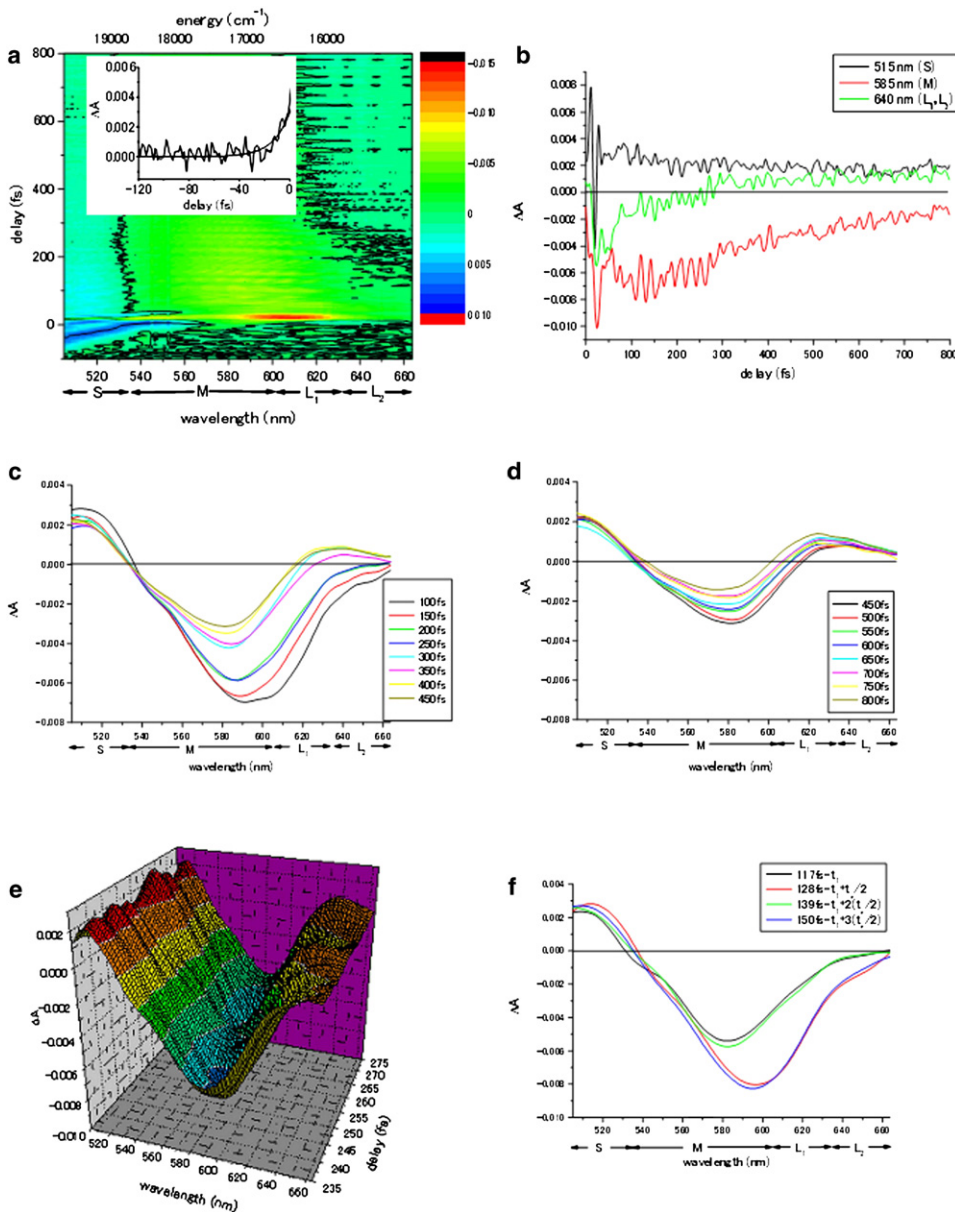 a
energy (cm⁻¹)
19000 18000 17000 16000
800
600
400
200
0
delay (fs)
0.006
0.004
0.002
0.000
ΔA
-120 -80 -40 0
delay (fs)
-0.015
-0.010
-0.005
0
0.005
0.010
520 540 560 580 600 620 640 660
S M L₁ L₂
wavelength (nm)
b
515 nm (S)
585 nm (M)
640 nm (L₁, L₂)
0.008
0.006
0.004
0.002
0.000
-0.002
-0.004
-0.006
-0.008
-0.010
ΔA
0 100 200 300 400 500 600 700 800
delay (fs)
c
0.004
0.002
0.000
-0.002
-0.004
-0.006
-0.008
ΔA
100fs
150fs
200fs
250fs
300fs
350fs
400fs
450fs
520 540 560 580 600 620 640 660
S M L₁ L₂
wavelength (nm)
d
0.004
0.002
0.000
-0.002
-0.004
-0.006
0.008
ΔA
450fs
500fs
550fs
600fs
650fs
700fs
750fs
800fs
520 540 560 580 600 620 640 660
S M L₁ L₂
wavelength (nm)
e
0.002
0.000
-0.002
-0.004
-0.006
-0.008
-0.010
ΔA
520 540 560 580 600 620 640 660
wavelength (nm)
275
270
265
260
255
250
245
240
235
delay (fs)
f
117fs-t
128fs-t+t/2
139fs-t+2(t/2)
150fs-t+3(t/2)
0.004
0.002
0.000
-0.002
-0.004
-0.006
-0.008
-0.010
ΔA
520 540 560 580 600 620 640 660
S M L₁ L₂
wavelength (nm)